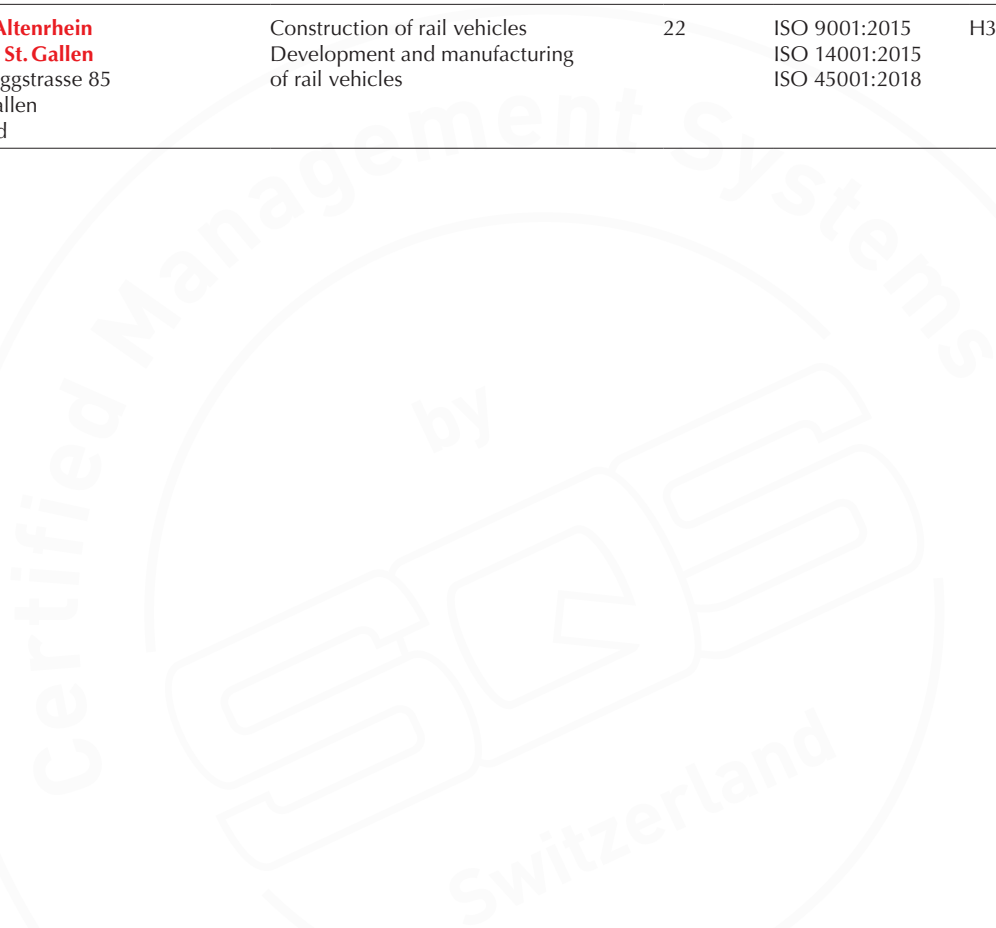 Altenrhein Construction of rail vehicles 22 ISO 9001:2015 H3
St. Gallen Development and manufacturing ISO 14001:2015
ggstrasse 85 of rail vehicles ISO 45001:2018
allen
d
Certified Management Systems
by
SQS
Switzerland